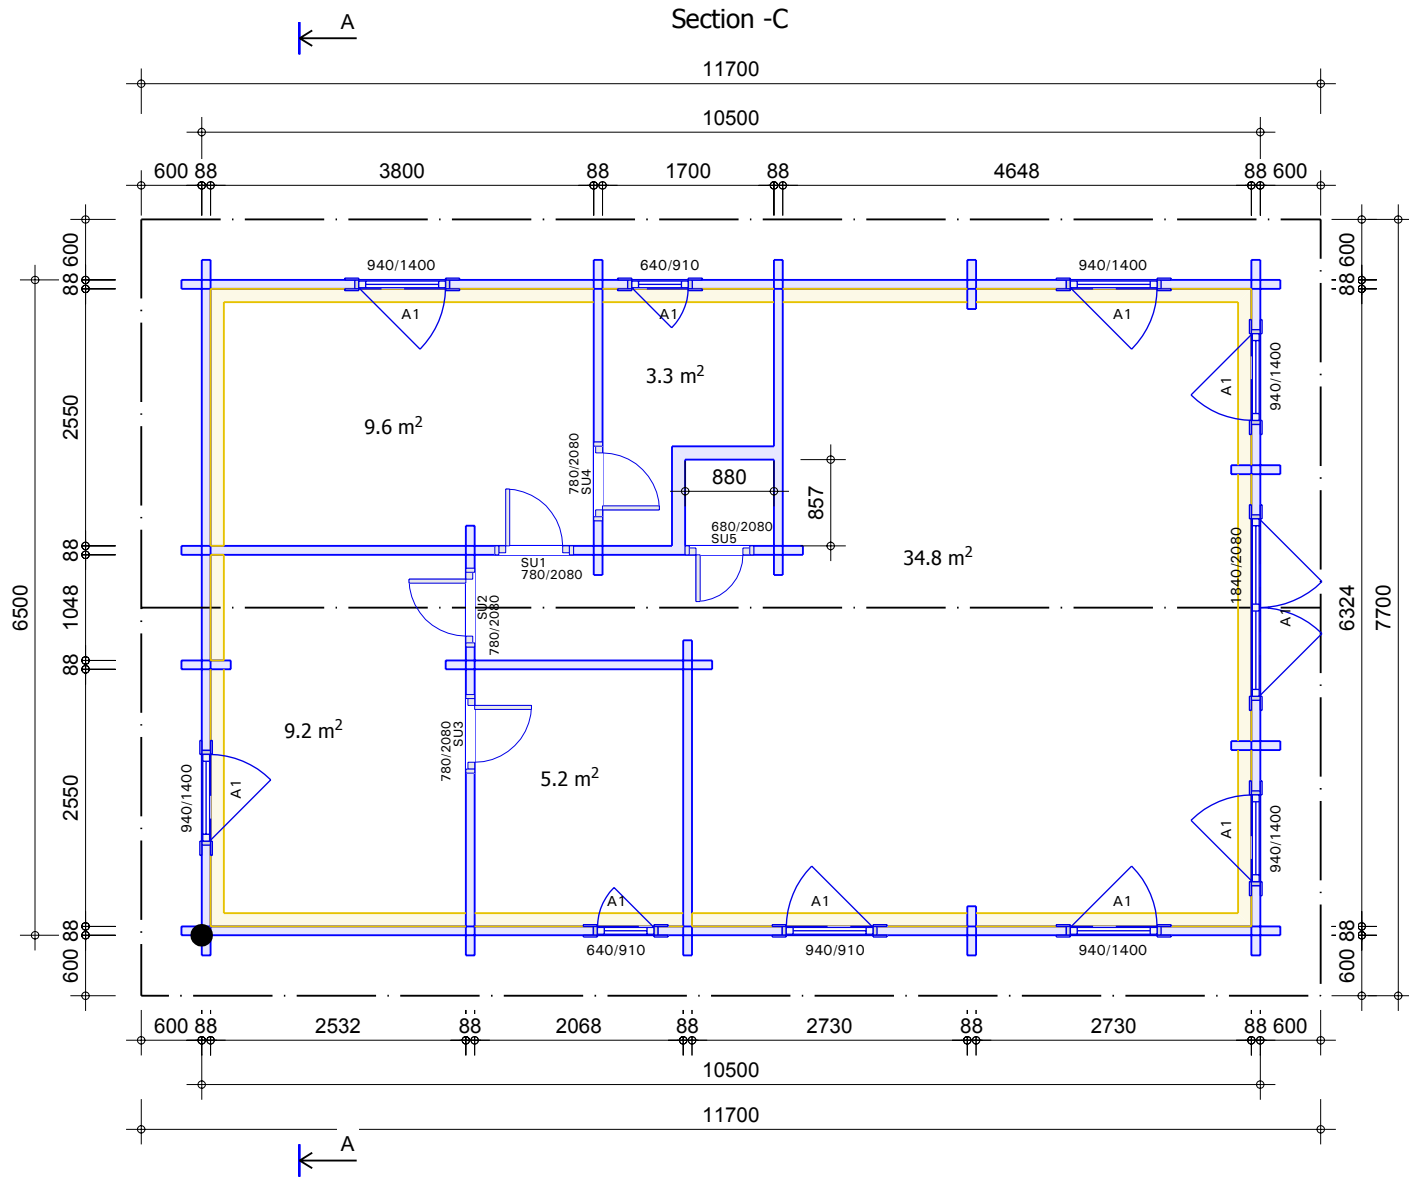 Section -C
A
11700
10500
600 88 3800 88 1700 88 4648 88 600
940/1400 640/910 940/1400
A1 A1 A1
600
88
2550
88
1048
88
2550
88
600
6500
600
88
6324
88
600
7700
9.6 m²
3.3 m²
34.8 m²
9.2 m²
5.2 m²
940/1400
A1
780/2080
SU4
880
857
680/2080
SU5
SU1
780/2080
SU2
780/2080
1840/2080
A1
780/2080
SU3
940/1400
A1
A1
940/1400
A1 A1 A1
640/910 940/910 940/1400
600 88 2532 88 2068 88 2730 88 2730 88 600
10500
11700
A